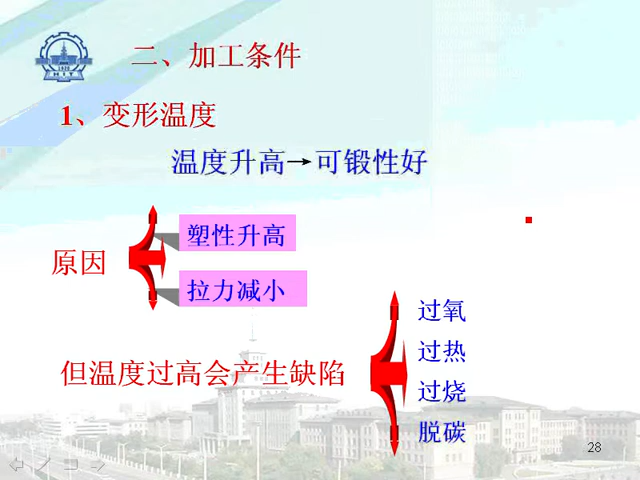 二、加工条件
1、变形温度
温度升高→可锻性好
原因
塑性升高
拉力减小
但温度过高会产生缺陷
过氧
过热
过烧
脱碳
28